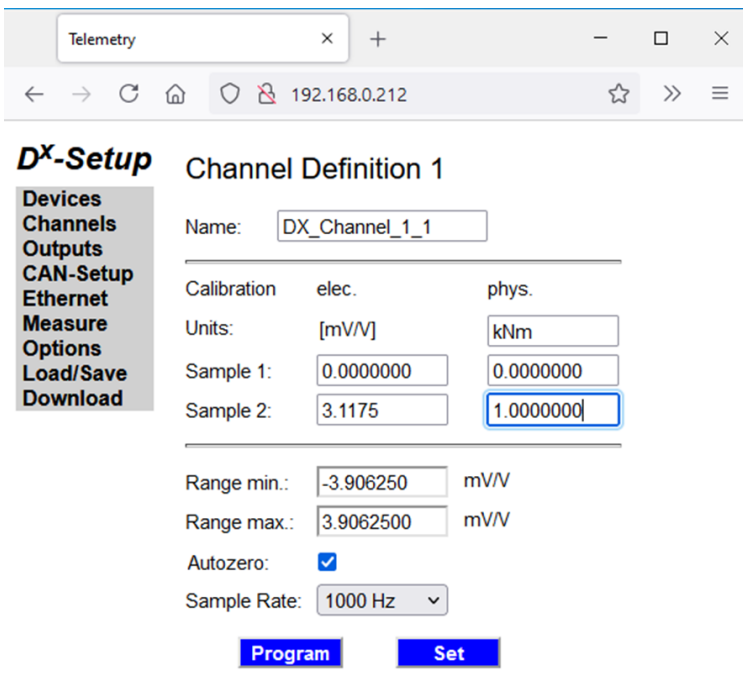 Telemetry
192.168.0.212
Dx-Setup
Devices
Channels
Outputs
CAN-Setup
Ethernet
Measure
Options
Load/Save
Download
Channel Definition 1
Name: DX_Channel_1_1
Calibration elec. phys.
Units: [mV/V] kNm
Sample 1: 0.0000000 0.0000000
Sample 2: 3.1175 1.0000000
Range min.: -3.906250 mV/V
Range max.: 3.9062500 mV/V
Autozero:
Sample Rate: 1000 Hz
Program Set